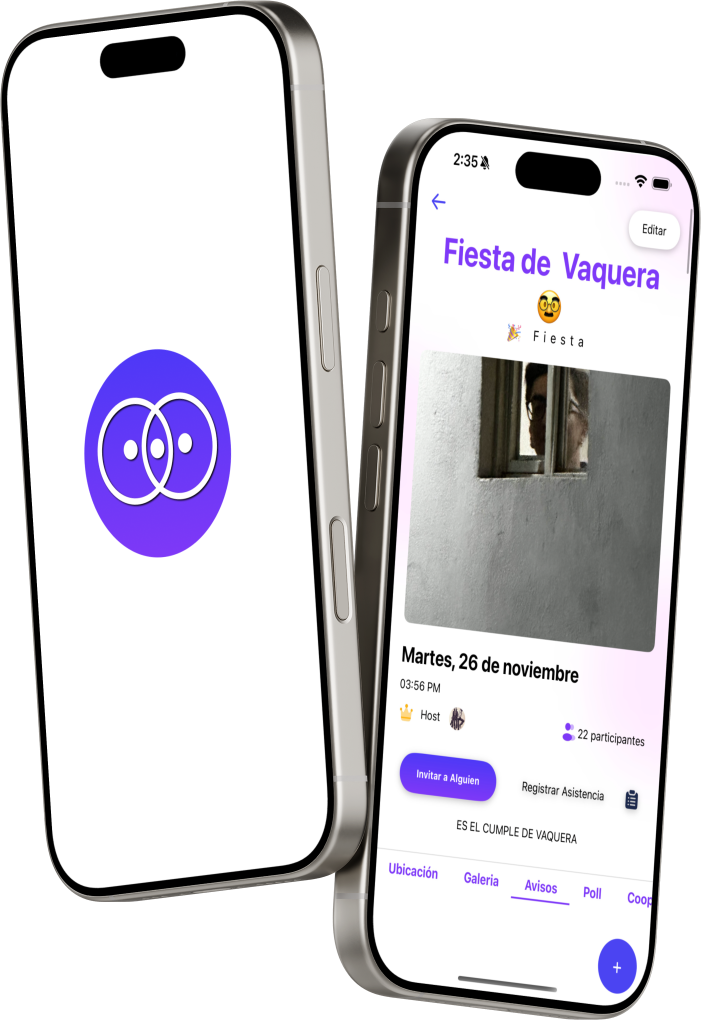 2:35
Editar
Fiesta de Vaquera
Fiesta
Martes, 26 de noviembre
03:56 PM
Host
22 participantes
Invitar a Alguien
Registrar Asistencia
ES EL CUMPLE DE VAQUERA
Ubicación Galeria Avisos Poll Coop
+